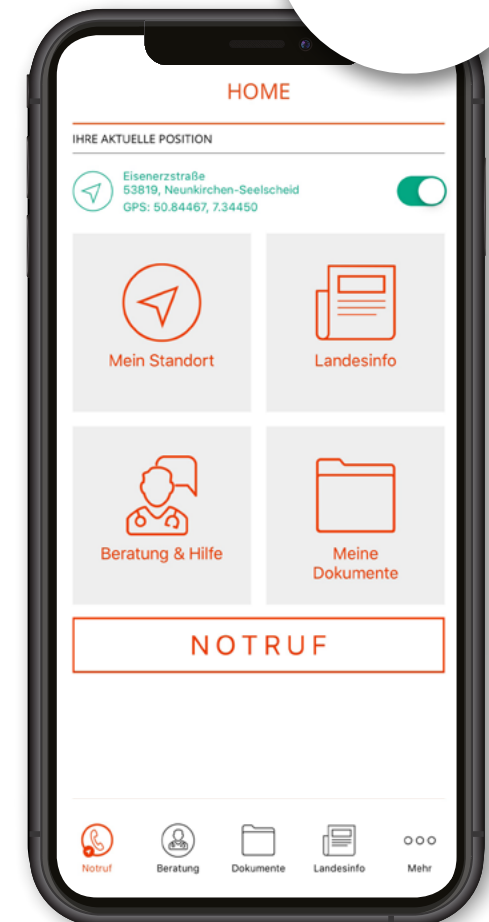 HOME
IHRE AKTUELLE POSITION
Eisenerzstraße
53819, Neunkirchen-Seelscheid
GPS: 50.84467, 7.34450
Mein Standort
Landesinfo
Beratung & Hilfe
Meine
Dokumente
NOTRUF
Notruf
Beratung
Dokumente
Landesinfo
Mehr